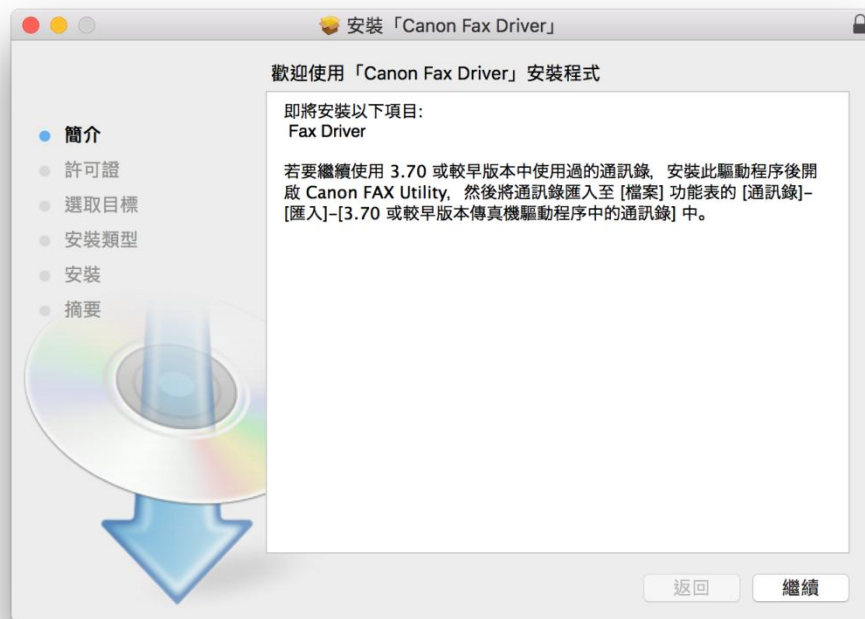 安裝「Canon Fax Driver」
歡迎使用「Canon Fax Driver」安裝程式
簡介
許可證
選取目標
安裝類型
安裝
摘要
即將安裝以下項目:
Fax Driver
若要繼續使用 3.70 或較早版本中使用過的通訊錄，安裝此驅動程序後開
啟 Canon FAX Utility，然後將通訊錄匯入至 [檔案] 功能表的 [通訊錄]–
[匯入]–[3.70 或較早版本傳真機驅動程序中的通訊錄] 中。
返回
繼續